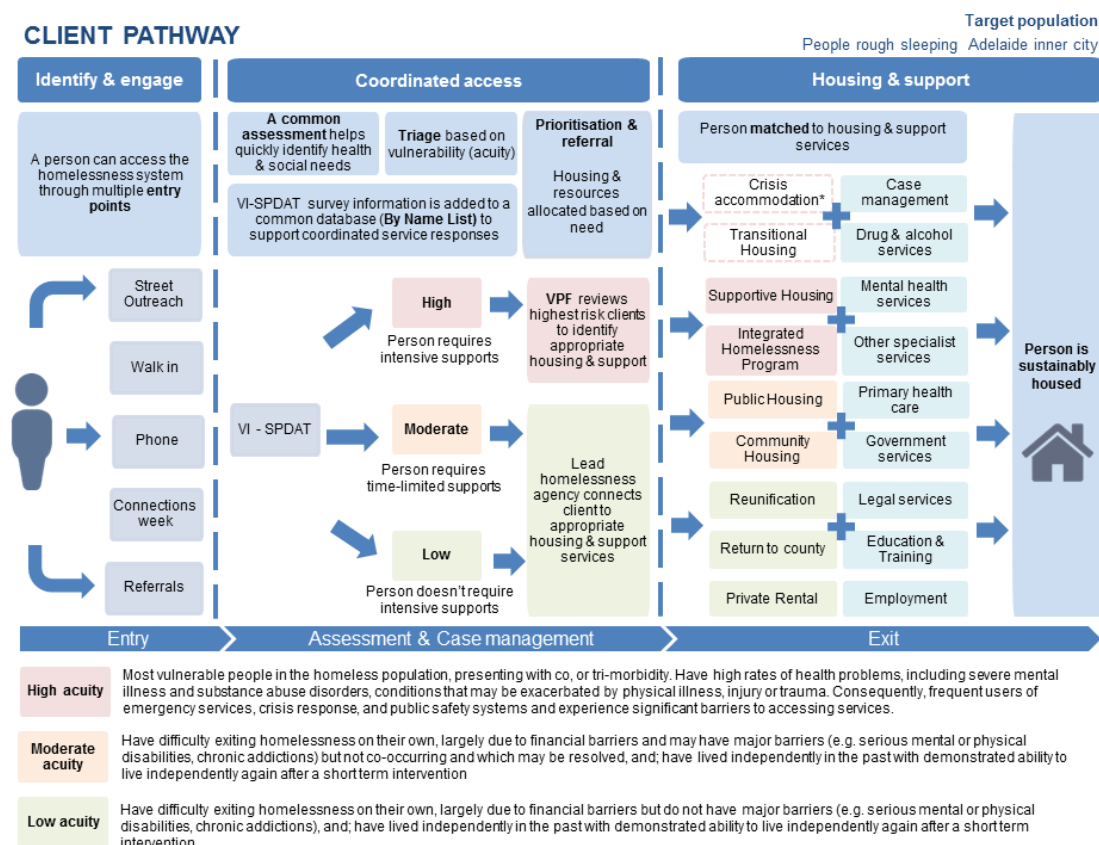 CLIENT PATHWAY
Target population
People rough sleeping Adelaide inner city
Identify & engage
Coordinated access
Housing & support
A person can access the
homelessness system
through multiple entry
points
A common
assessment helps
quickly identify health
& social needs
Triage based on
vulnerability (acuity)
VI-SPDAT survey information is added to a
common database (By Name List) to
support coordinated service responses
Prioritisation &
referral
Housing &
resources
allocated based on
need
Person matched to housing & support
services
Street
Outreach
Walk in
Phone
Connections
week
Referrals
VI - SPDAT
High
Person requires
intensive supports
Moderate
Person requires
time-limited supports
Low
Person doesn't require
intensive supports
VPF reviews
highest risk clients
to identify
appropriate
housing & support
Lead
homelessness
agency connects
client to
appropriate
housing & support
services
Crisis
accommodation*
Case
management
Transitional
Housing
Drug & alcohol
services
Supportive Housing
Mental health
services
Integrated
Homelessness
Program
Other specialist
services
Public Housing
Primary health
care
Community
Housing
Government
services
Reunification
Legal services
Return to county
Education &
Training
Private Rental
Employment
Person is
sustainably
housed
Entry
Assessment & Case management
Exit
High acuity
Most vulnerable people in the homeless population, presenting with co, or tri-morbidity. Have high rates of health problems, including severe mental
illness and substance abuse disorders, conditions that may be exacerbated by physical illness, injury or trauma. Consequently, frequent users of
emergency services, crisis response, and public safety systems and experience significant barriers to accessing services.
Moderate
acuity
Have difficulty exiting homelessness on their own, largely due to financial barriers and may have major barriers (e.g. serious mental or physical
disabilities, chronic addictions) but not co-occurring and which may be resolved, and; have lived independently in the past with demonstrated ability to
live independently again after a short term intervention
Low acuity
Have difficulty exiting homelessness on their own, largely due to financial barriers but do not have major barriers (e.g. serious mental or physical
disabilities, chronic addictions), and; have lived independently in the past with demonstrated ability to live independently again after a short term
intervention